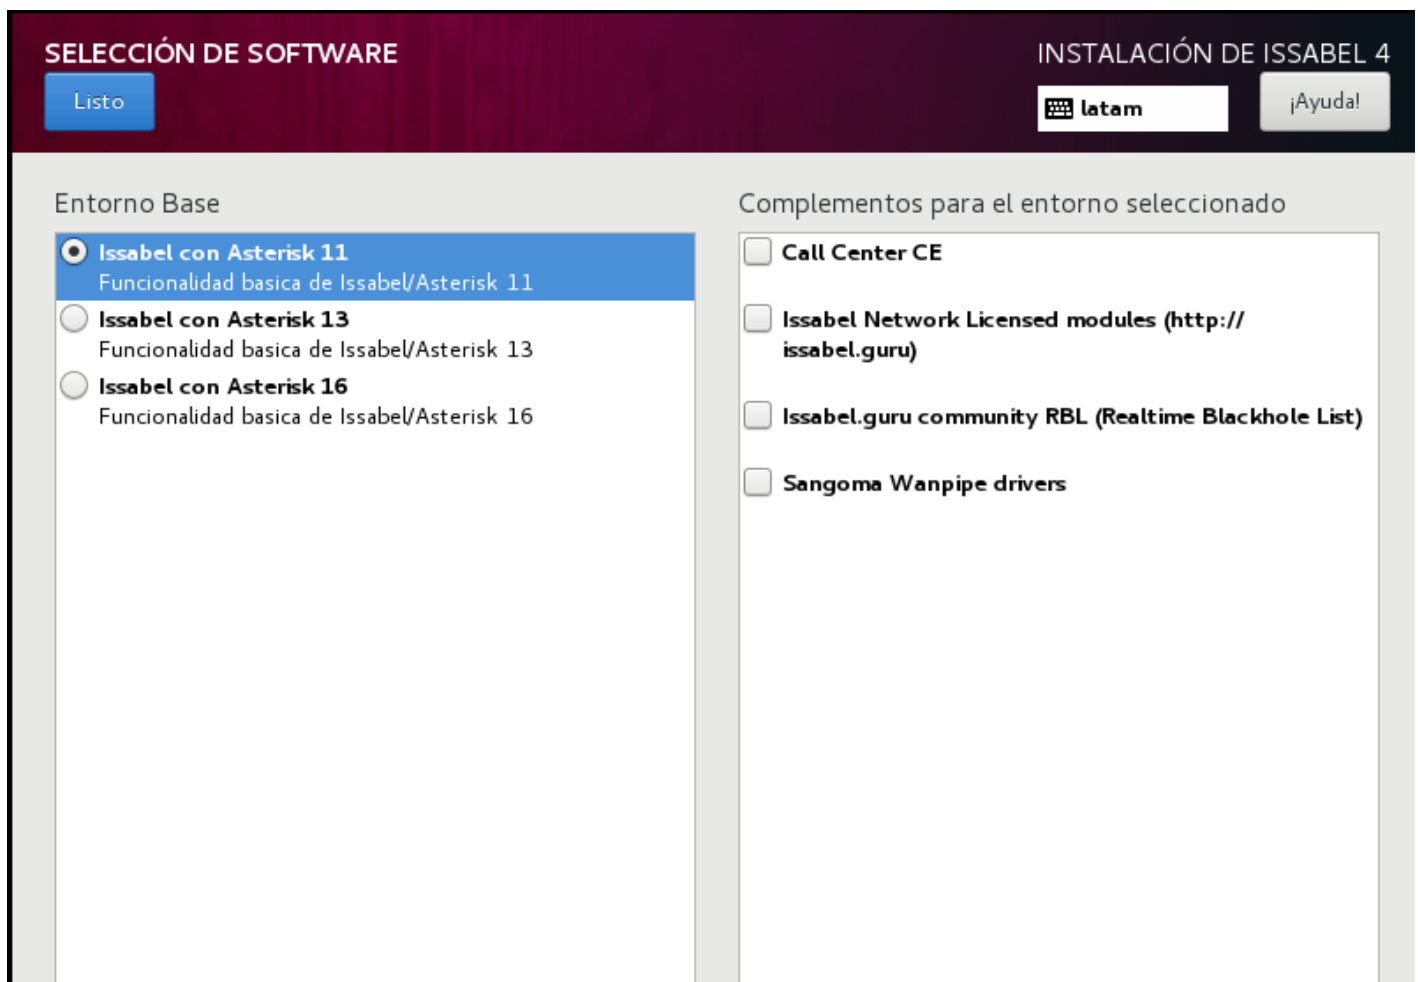 SELECCIÓN DE SOFTWARE
INSTALACIÓN DE ISSABEL 4
Listo
latam
¡Ayuda!
Entorno Base
Issabel con Asterisk 11
Funcionalidad basica de Issabel/Asterisk 11
Issabel con Asterisk 13
Funcionalidad basica de Issabel/Asterisk 13
Issabel con Asterisk 16
Funcionalidad basica de Issabel/Asterisk 16
Complementos para el entorno seleccionado
Call Center CE
Issabel Network Licensed modules (http://
issabel.guru)
Issabel.guru community RBL (Realtime Blackhole List)
Sangoma Wanpipe drivers